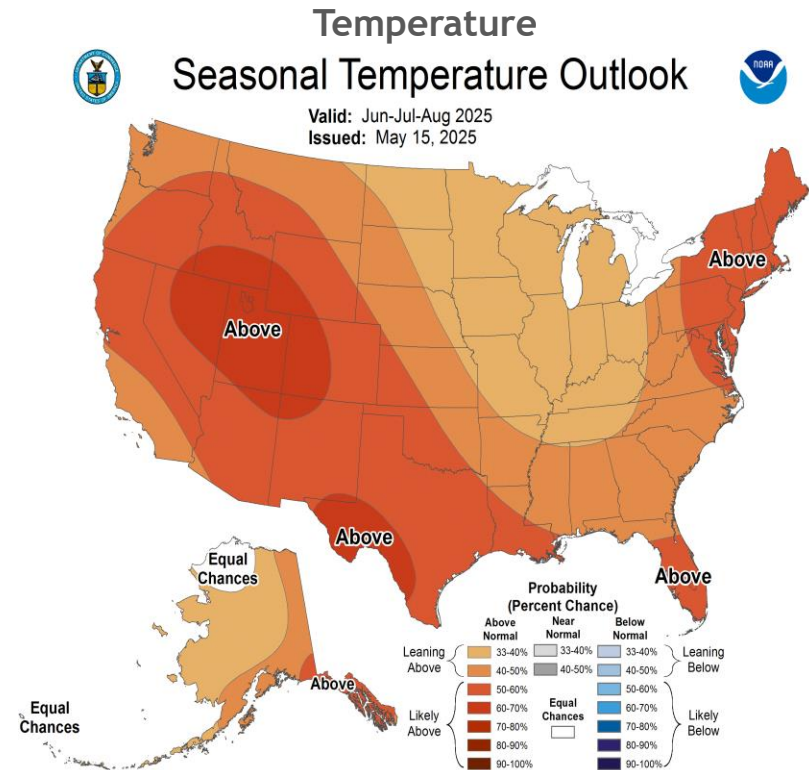 Temperature
Seasonal Temperature Outlook
NOAA
Valid: Jun-Jul-Aug 2025
Issued: May 15, 2025
Above
Above
Above
Above
Equal
Chances
Above
Equal
Chances
Probability
(Percent Chance)
Above
Normal
Near
Normal
Below
Normal
Leaning
Above
33-40%
33-40%
33-40%
Leaning
Below
40-50%
40-50%
40-50%
Likely
Above
50-60%
50-60%
Likely
Below
60-70%
60-70%
Equal
Chances
70-80%
70-80%
80-90%
80-90%
90-100%
90-100%